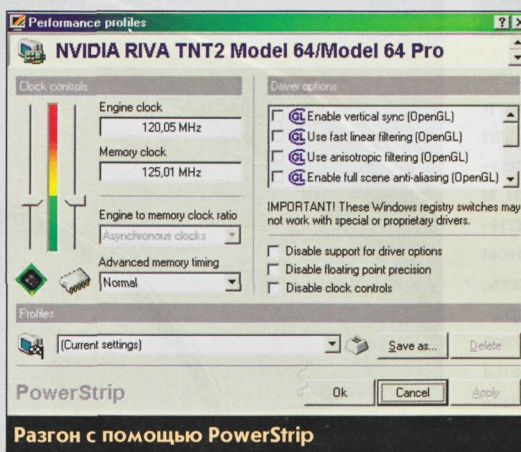 Performance profiles
NVIDIA RIVA TNT2 Model 64/Model 64 Pro
Clock controls
Engine clock
120,05 MHz
Memory clock
125,01 MHz
Engine to memory clock ratio
Asynchronous clocks
Advanced memory timing
Normal
Driver options
Enable vertical sync (OpenGL)
Use fast linear filtering (OpenGL)
Use anisotropic filtering (OpenGL)
Enable full scene anti-aliasing (OpenGL)
IMPORTANT! These Windows registry switches may
not work with special or proprietary drivers.
Disable support for driver options
Disable floating point precision
Disable clock controls
Profiles
(Current settings)
Save as...
Delete
PowerStrip
Ok
Cancel
Apply
Разгон с помощью PowerStrip